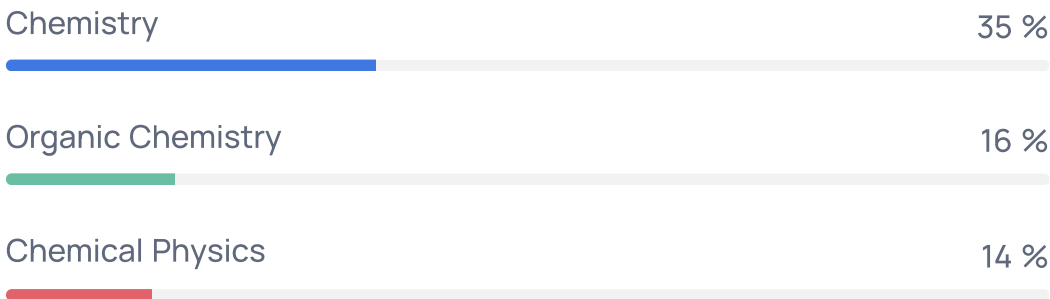 Chemistry 35 %
Organic Chemistry 16 %
Chemical Physics 14 %